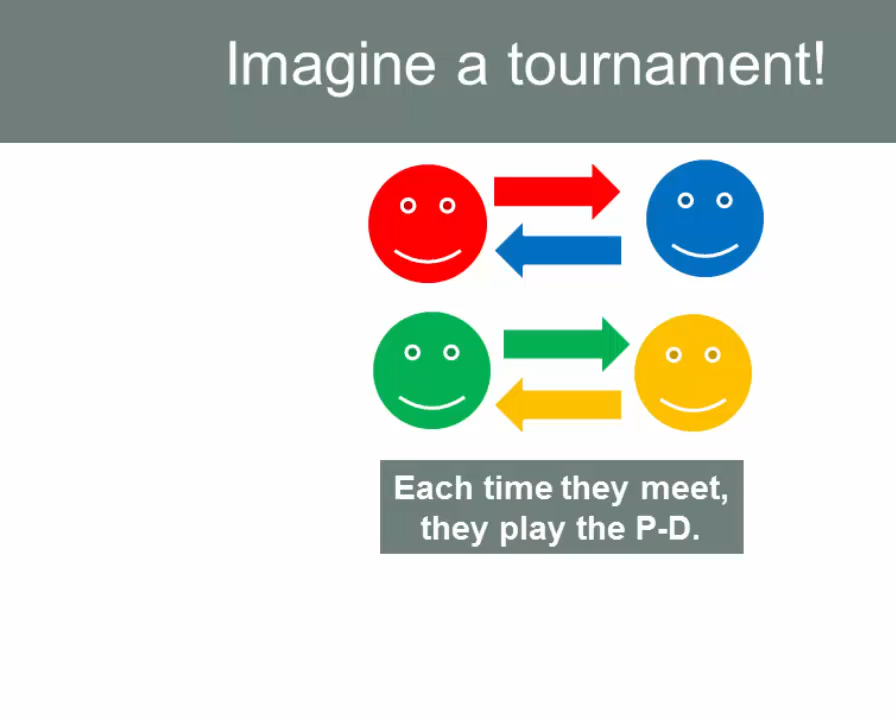 Imagine a tournament!
Each time they meet,
they play the P-D.